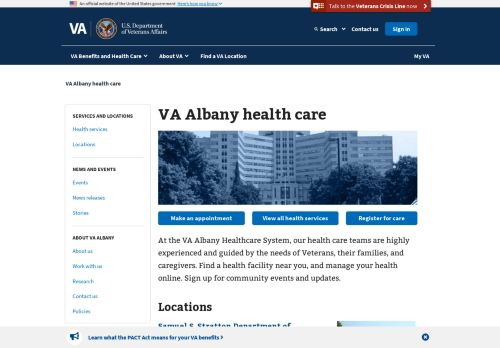 An official website of the United States government Here's how you know
Talk to the Veterans Crisis Line now
VA
U.S. Department
of Veterans Affairs
Search
Contact us
Sign in
VA Benefits and Health Care
About VA
Find a VA Location
My VA
VA Albany health care
SERVICES AND LOCATIONS
Health services
Locations
NEWS AND EVENTS
Events
News releases
Stories
ABOUT VA ALBANY
About us
Work with us
Research
Contact us
Policies
VA Albany health care
Make an appointment
View all health services
Register for care
At the VA Albany Healthcare System, our health care teams are highly
experienced and guided by the needs of Veterans, their families, and
caregivers. Find a health facility near you, and manage your health
online. Sign up for community events and updates.
Locations
Samuel S. Stratton Department of
Learn what the PACT Act means for your VA benefits